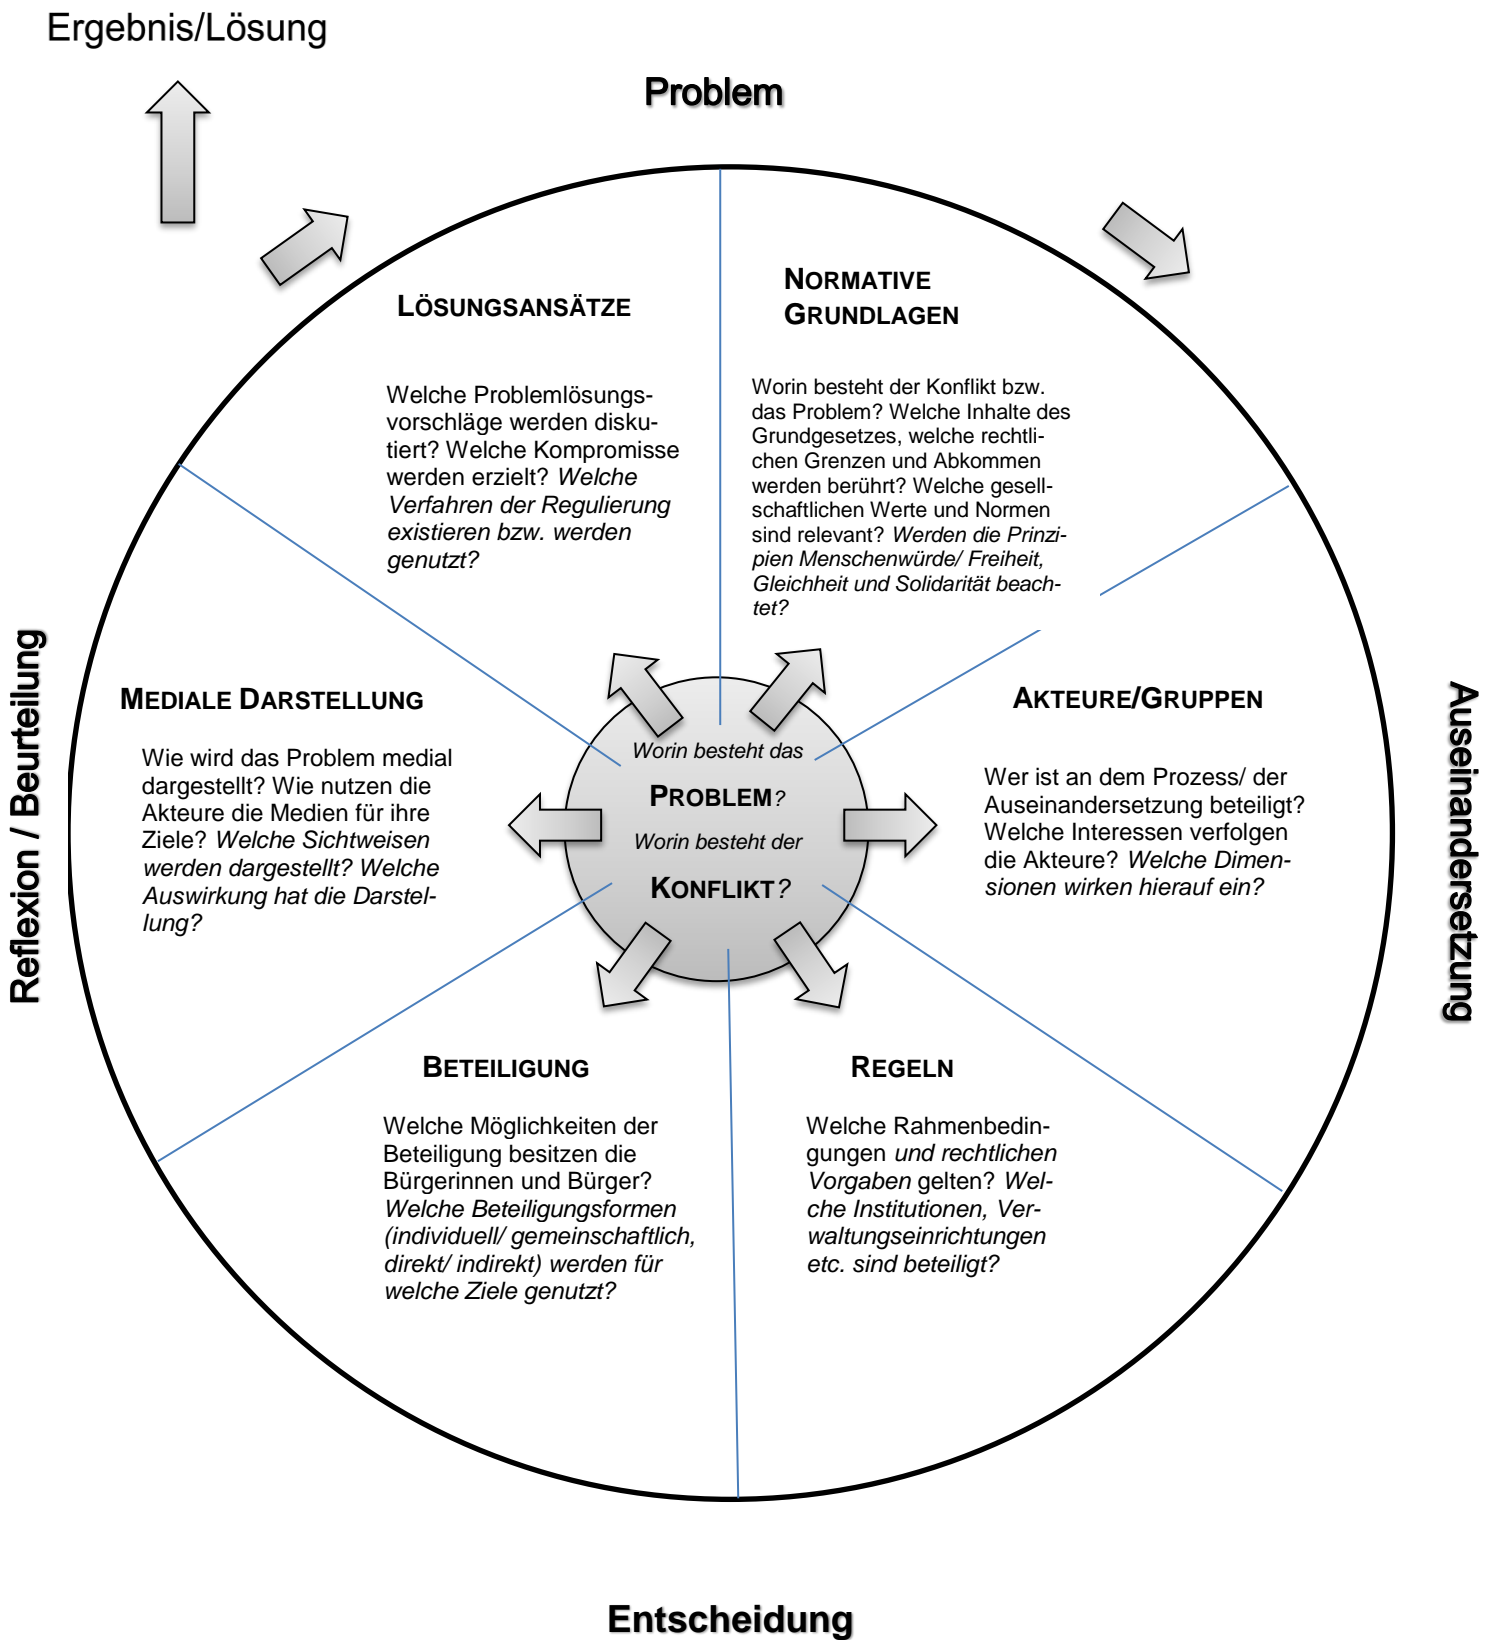 Ergebnis/Lösung
Problem
LÖSUNGSANSÄTZE
Welche Problemlösungs-
vorschläge werden disku-
tiert? Welche Kompromisse
werden erzielt? Welche
Verfahren der Regulierung
existieren bzw. werden
genutzt?
NORMATIVE
GRUNDLAGEN
Worin besteht der Konflikt bzw.
das Problem? Welche Inhalte des
Grundgesetzes, welche rechtli-
chen Grenzen und Abkommen
werden berührt? Welche gesell-
schaftlichen Werte und Normen
sind relevant? Werden die Prinzi-
pien Menschenwürde/ Freiheit,
Gleichheit und Solidarität beach-
tet?
Reflexion / Beurteilung
MEDIALE DARSTELLUNG
Wie wird das Problem medial
dargestellt? Wie nutzen die
Akteure die Medien für ihre
Ziele? Welche Sichtweisen
werden dargestellt? Welche
Auswirkung hat die Darstel-
lung?
Worin besteht das
PROBLEM?
Worin besteht der
KONFLIKT?
AKTEURE/GRUPPEN
Wer ist an dem Prozess/ der
Auseinandersetzung beteiligt?
Welche Interessen verfolgen
die Akteure? Welche Dimen-
sionen wirken hierauf ein?
Auseinandersetzung
BETEILIGUNG
Welche Möglichkeiten der
Beteiligung besitzen die
Bürgerinnen und Bürger?
Welche Beteiligungsformen
(individuell/ gemeinschaftlich,
direkt/ indirekt) werden für
welche Ziele genutzt?
REGELN
Welche Rahmenbedin-
gungen und rechtlichen
Vorgaben gelten? Wel-
che Institutionen, Ver-
waltungseinrichtungen
etc. sind beteiligt?
Entscheidung